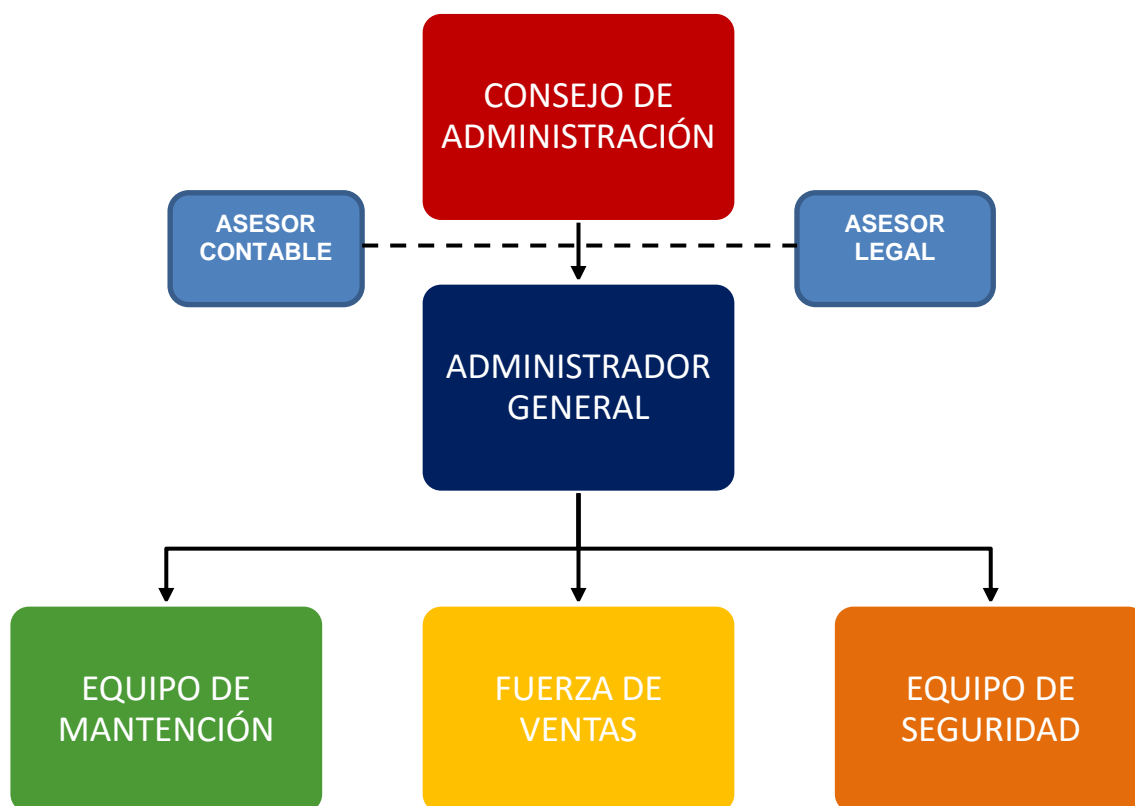 CONSEJO DE
ADMINISTRACIÓN
ASESOR
CONTABLE
ASESOR
LEGAL
ADMINISTRADOR
GENERAL
EQUIPO DE
MANTENCIÓN
FUERZA DE
VENTAS
EQUIPO DE
SEGURIDAD